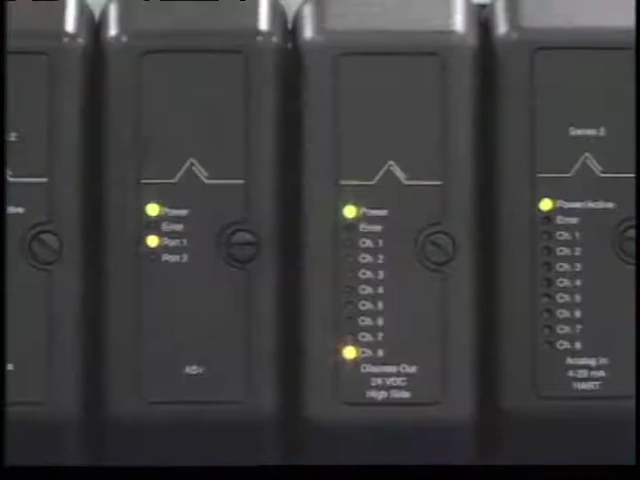 Power
Error
Port 1
Port 2
Power
Error
Ch. 1
Ch. 2
Ch. 3
Ch. 4
Ch. 5
Ch. 6
Ch. 7
Ch. 8
Discrete Out
24 VDC
High Side
Series 2
Power/Active
Error
Ch. 1
Ch. 2
Ch. 3
Ch. 4
Ch. 5
Ch. 6
Ch. 7
Ch. 8
Analog In
4-20 mA
HART